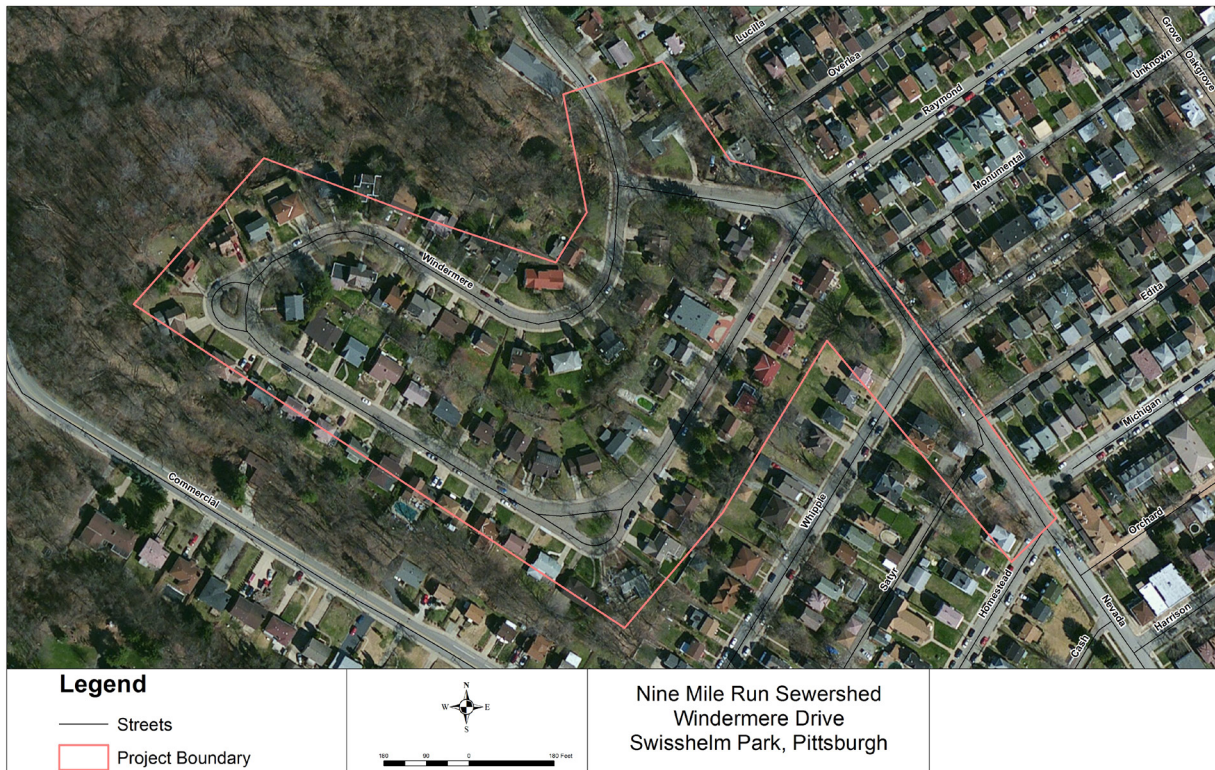 Lucilla
Overlea
Grove
Oakgrove
Unknown
Raymond
Monumental
Windermere
Edita
Michigan
Commercial
Whipple
Orchard
Satyr
Homestead
Nevada
Harrison
Cash
Legend
Streets
Project Boundary
N
W E
S
180 90 0 180 Feet
Nine Mile Run Sewershed
Windermere Drive
Swisshelm Park, Pittsburgh